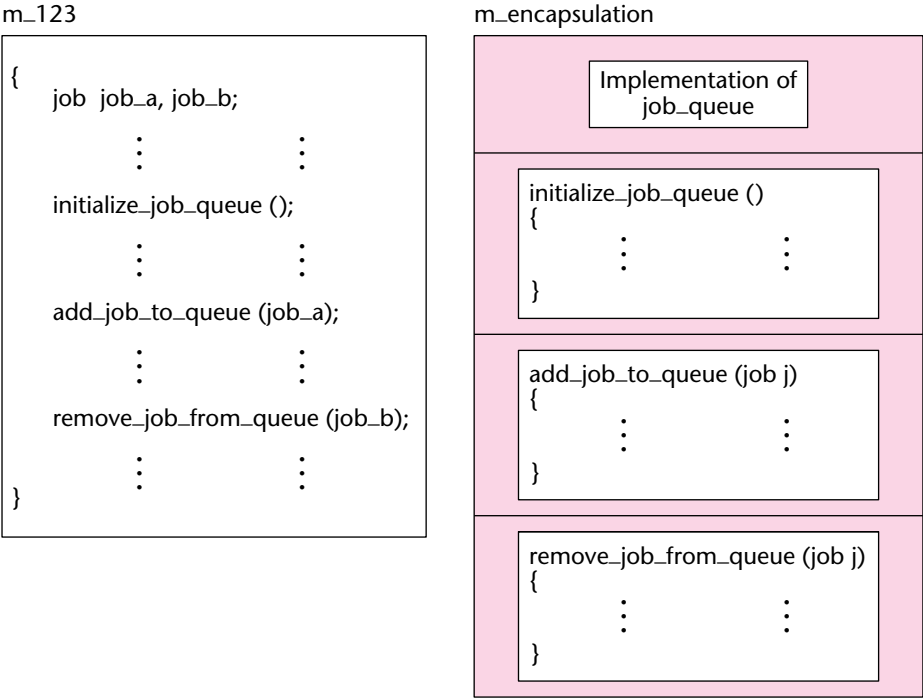 m_123
{
job job_a, job_b;
initialize_job_queue ();
add_job_to_queue (job_a);
remove_job_from_queue (job_b);
}
m_encapsulation
Implementation of
job_queue
initialize_job_queue ()
{
}
add_job_to_queue (job j)
{
}
remove_job_from_queue (job j)
{
}